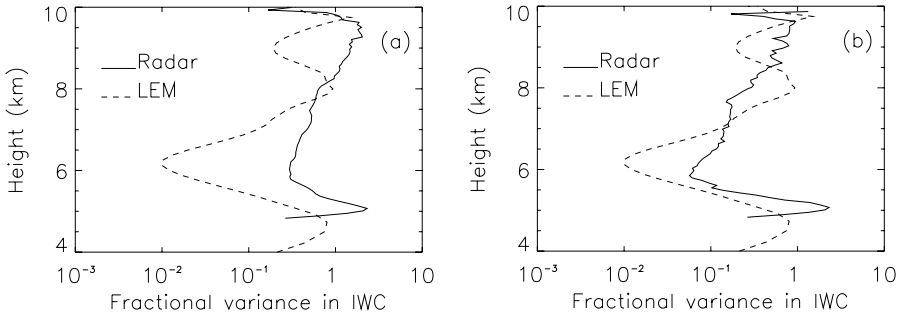 10
8
6
4
Height (km)
(a)
Radar
LEM
10⁻³ 10⁻² 10⁻¹ 1 10
Fractional variance in IWC
10
8
6
4
Height (km)
(b)
Radar
LEM
10⁻³ 10⁻² 10⁻¹ 1 10
Fractional variance in IWC